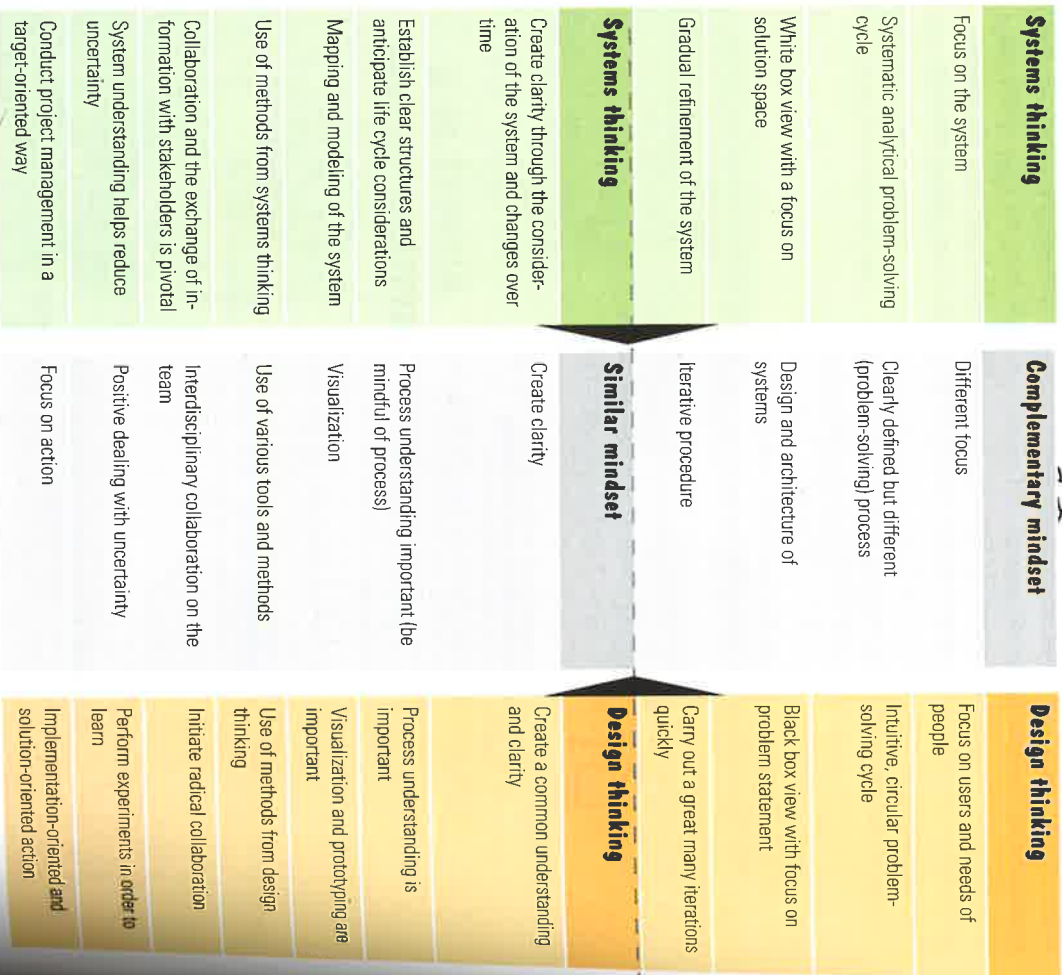 Systems thinking
Complementary mindset
Design thinking
Focus on the system
Different focus
Focus on users and needs of
people
Systematic analytical problem-solving
cycle
Clearly defined but different
(problem-solving) process
Intuitive, circular problem-
solving cycle
White box view with a focus on
solution space
Design and architecture of
systems
Black box view with focus on
problem statement
Gradual refinement of the system
Iterative procedure
Carry out a great many iterations
quickly
Systems thinking
Similar mindset
Design thinking
Create clarity through the consider-
ation of the system and changes over
time
Create clarity
Create a common understanding
and clarity
Establish clear structures and
anticipate life cycle considerations
Process understanding important (be
mindful of process)
Process understanding is
important
Mapping and modeling of the system
Visualization
Visualization and prototyping are
important
Use of methods from systems thinking
Use of various tools and methods
Use of methods from design
thinking
Collaboration and the exchange of in-
formation with stakeholders is pivotal
Interdisciplinary collaboration on the
team
Initiate radical collaboration
System understanding helps reduce
uncertainty
Positive dealing with uncertainty
Perform experiments in order to
learn
Conduct project management in a
target-oriented way
Focus on action
Implementation-oriented and
solution-oriented action